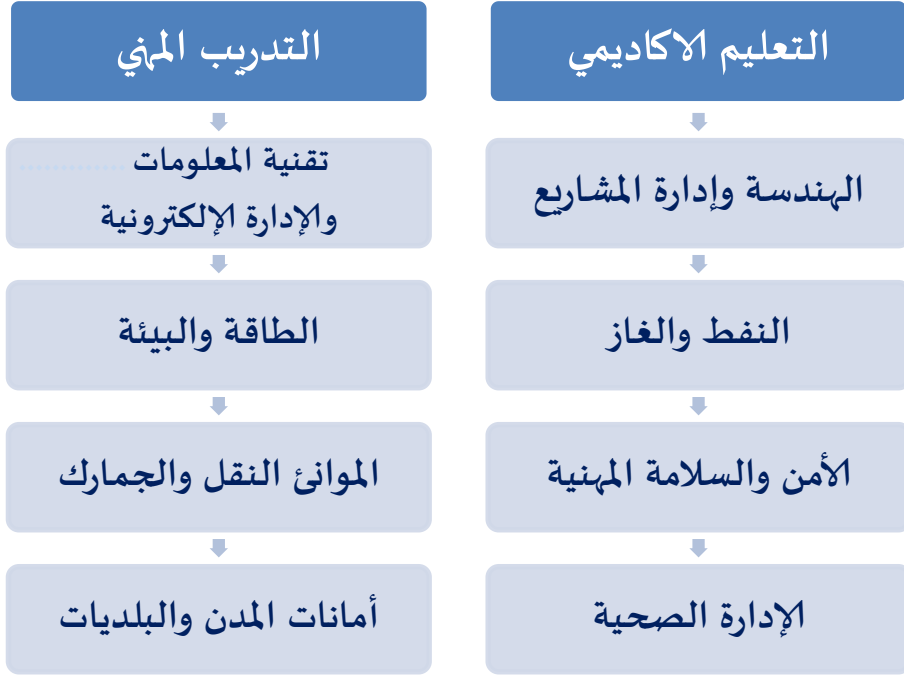 التعليم الاكاديمي
الهندسة وإدارة المشاريع
النفط والغاز
الأمن والسلامة المهنية
الإدارة الصحية
التدريب المهني
تقنية المعلومات ............
والإدارة الإلكترونية
الطاقة والبيئة
الموانئ النقل والجمارك
أمانات المدن والبلديات